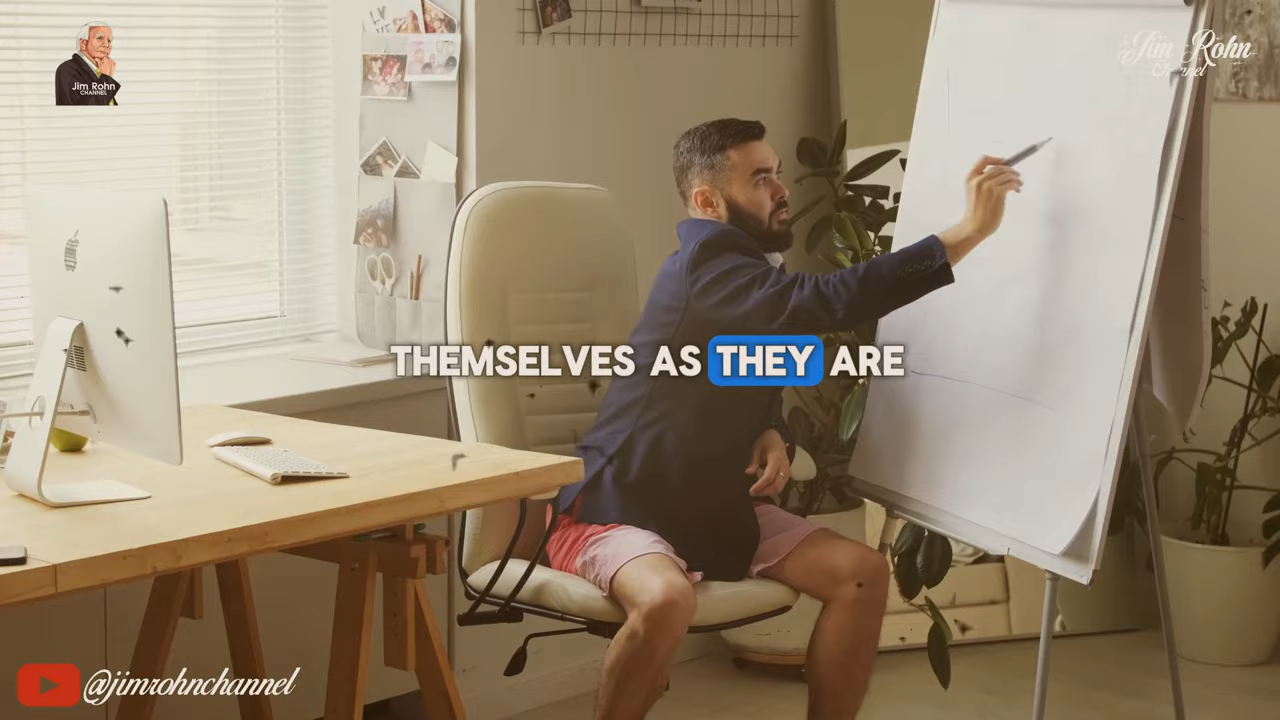 Jim Rohn
CHANNEL
Jim Rohn
Channel
THEMSELVES AS THEY ARE
@jimrohnchannel